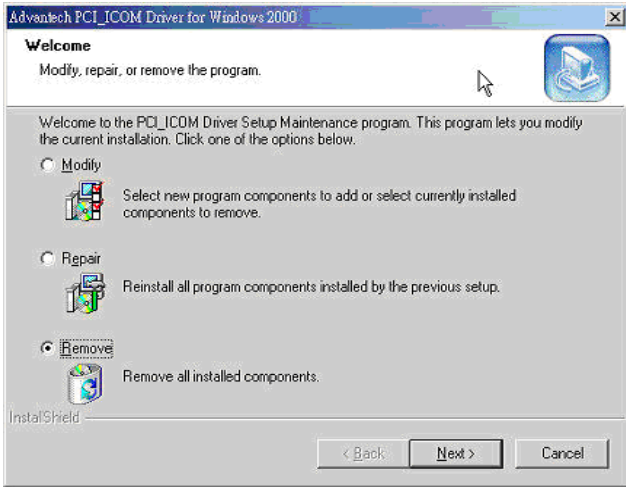 Advantech PCI_ICOM Driver for Windows 2000
Welcome
Modify, repair, or remove the program.
Welcome to the PCI_ICOM Driver Setup Maintenance program. This program lets you modify
the current installation. Click one of the options below.
Modify
Select new program components to add or select currently installed
components to remove.
Repair
Reinstall all program components installed by the previous setup.
Remove
Remove all installed components.
InstallShield
< Back
Next >
Cancel